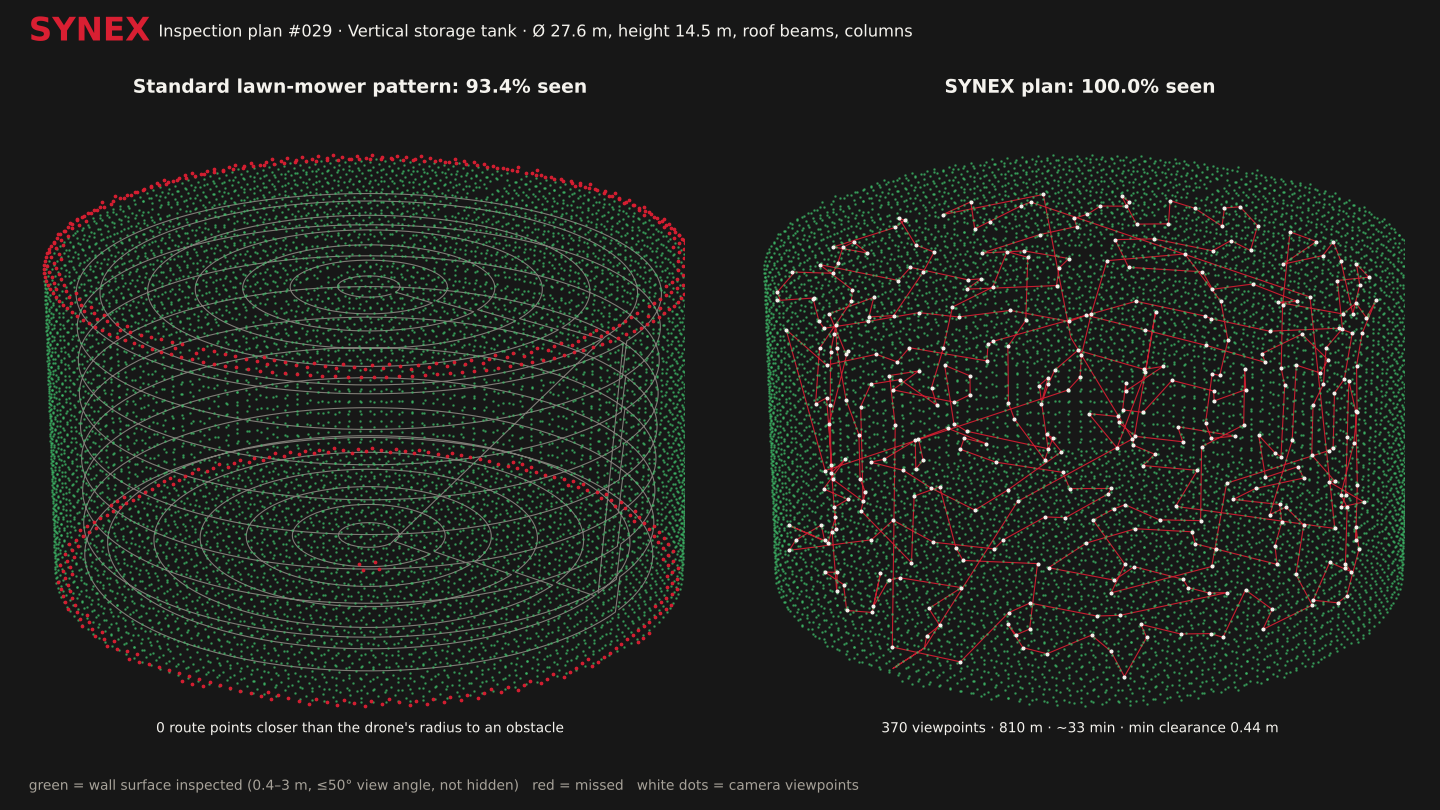 SYNEX Inspection plan #029 · Vertical storage tank · Ø 27.6 m, height 14.5 m, roof beams, columns
Standard lawn-mower pattern: 93.4% seen
SYNEX plan: 100.0% seen
0 route points closer than the drone's radius to an obstacle
370 viewpoints · 810 m · ~33 min · min clearance 0.44 m
green = wall surface inspected (0.4–3 m, ≤50° view angle, not hidden)   red = missed   white dots = camera viewpoints